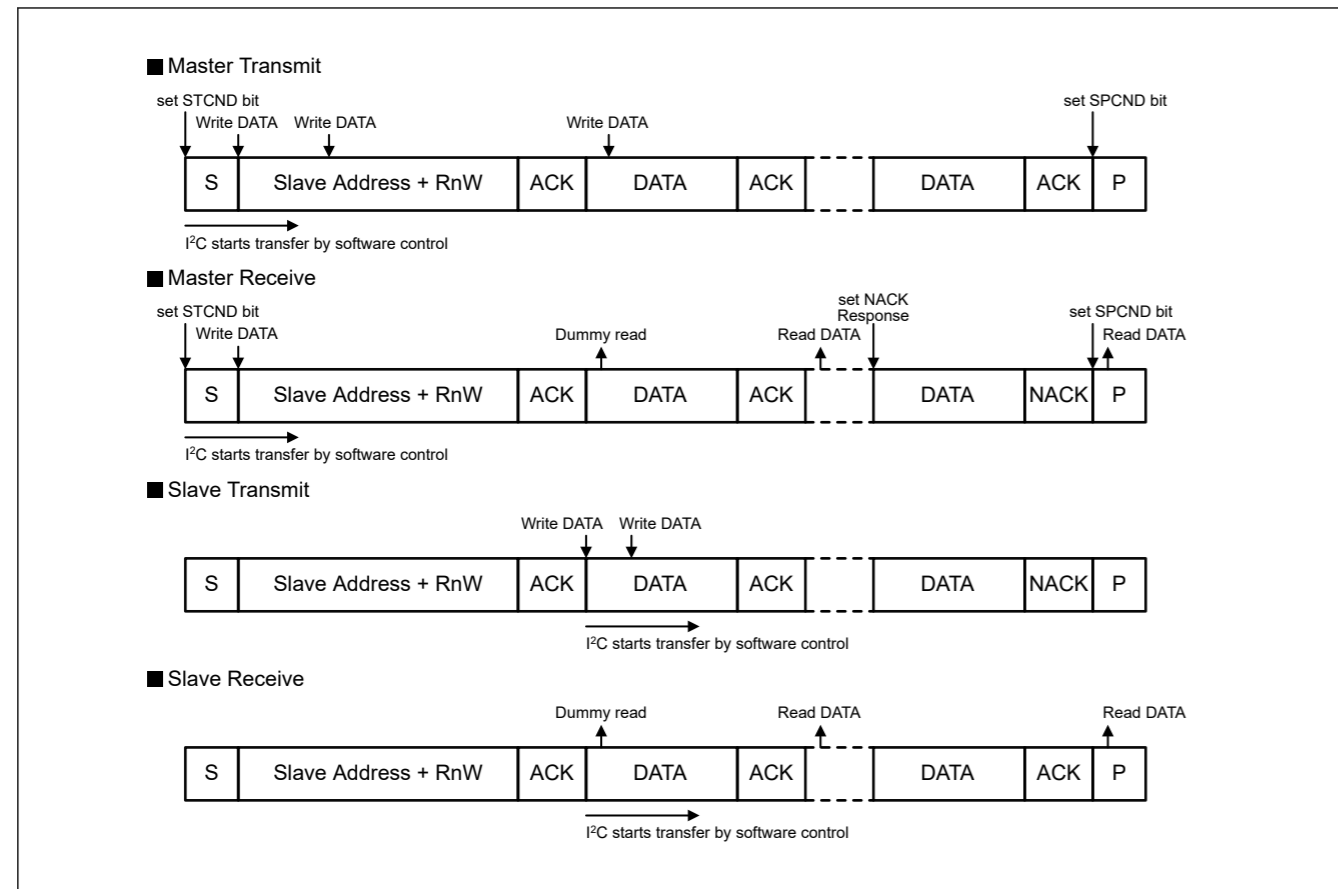 ■ Master Transmit
set STCND bit set SPCND bit
Write DATA Write DATA Write DATA
S Slave Address + RnW ACK DATA ACK DATA ACK P
I²C starts transfer by software control
■ Master Receive
set NACK
set STCND bit Response set SPCND bit
Write DATA Dummy read Read DATA Read DATA
S Slave Address + RnW ACK DATA ACK DATA NACK P
I²C starts transfer by software control
■ Slave Transmit
Write DATA Write DATA
S Slave Address + RnW ACK DATA ACK DATA NACK P
I²C starts transfer by software control
■ Slave Receive
Dummy read Read DATA Read DATA
S Slave Address + RnW ACK DATA ACK DATA ACK P
I²C starts transfer by software control